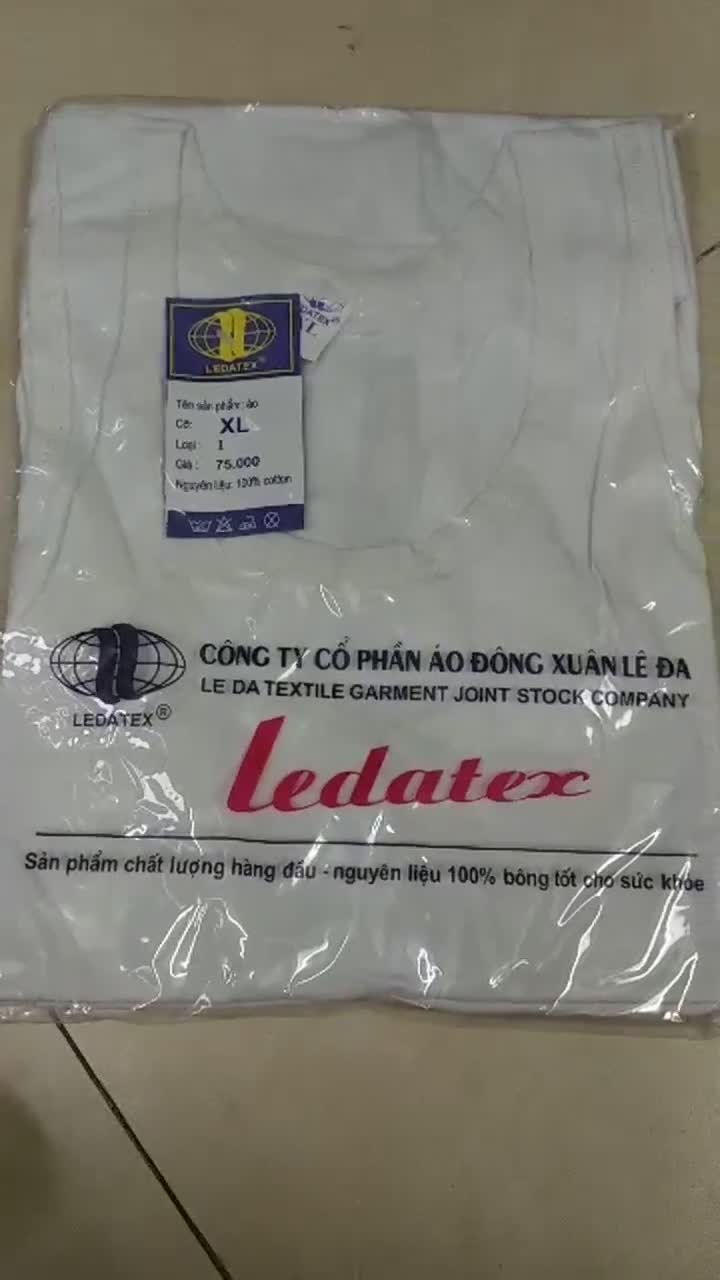 LEDATEX®
DATEX
Tên sản phẩm: áo
Cỡ: XL
Loại: I
Giá: 75.000
Nguyên liệu: 100% cotton
CÔNG TY CỔ PHẦN ÁO ĐÔNG XUÂN LÊ ĐA
LE DA TEXTILE GARMENT JOINT STOCK COMPANY
LEDATEX®
Ledatex
Sản phẩm chất lượng hàng đầu - nguyên liệu 100% bông tốt cho sức khỏe